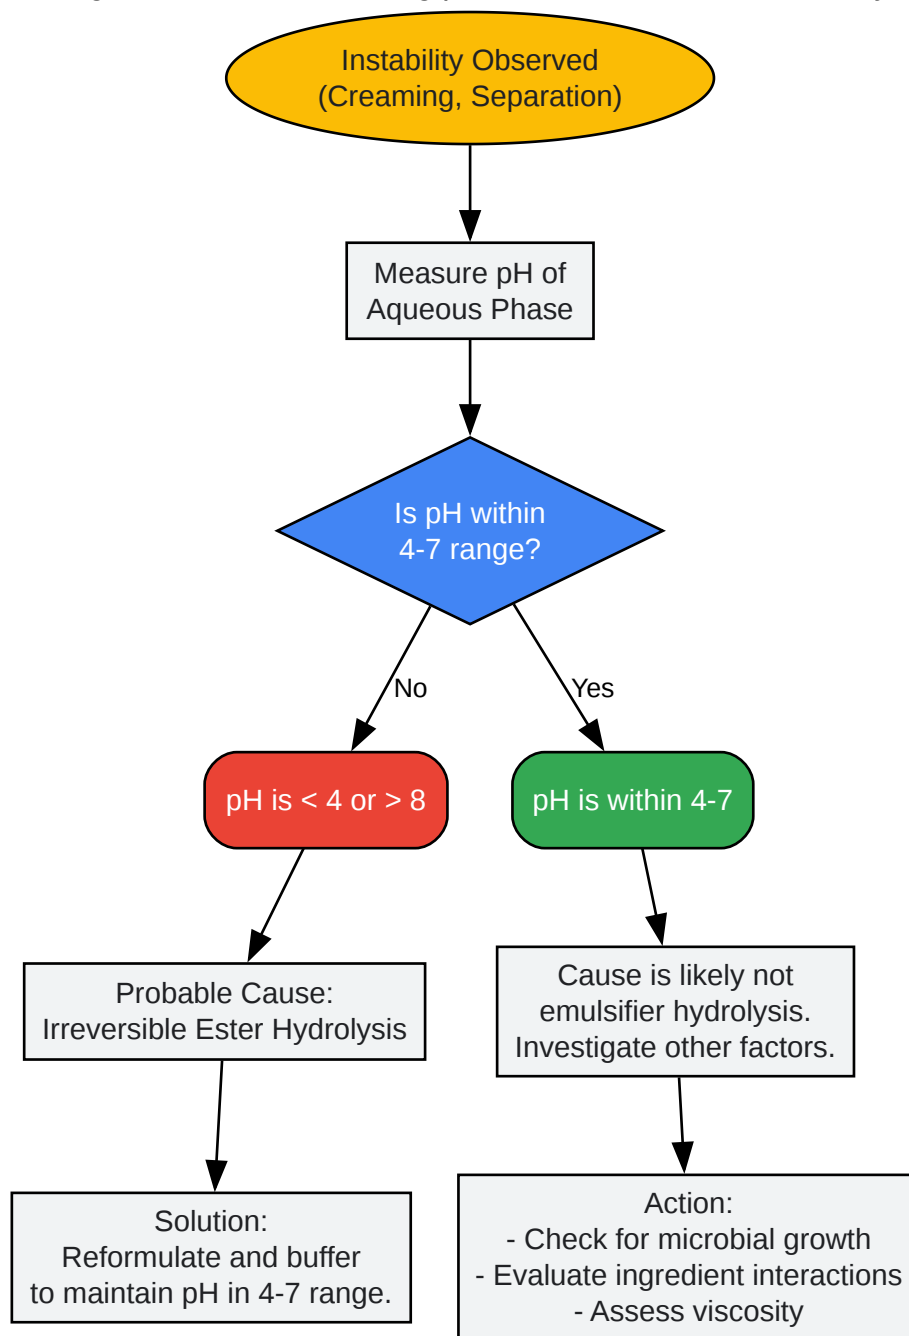 Instability Observed
(Creaming, Separation)
Measure pH of
Aqueous Phase
Is pH within
4-7 range?
No
Yes
pH is < 4 or > 8
pH is within 4-7
Probable Cause:
Irreversible Ester Hydrolysis
Cause is likely not
emulsifier hydrolysis.
Investigate other factors.
Solution:
Reformulate and buffer
to maintain pH in 4-7 range.
Action:
- Check for microbial growth
- Evaluate ingredient interactions
- Assess viscosity